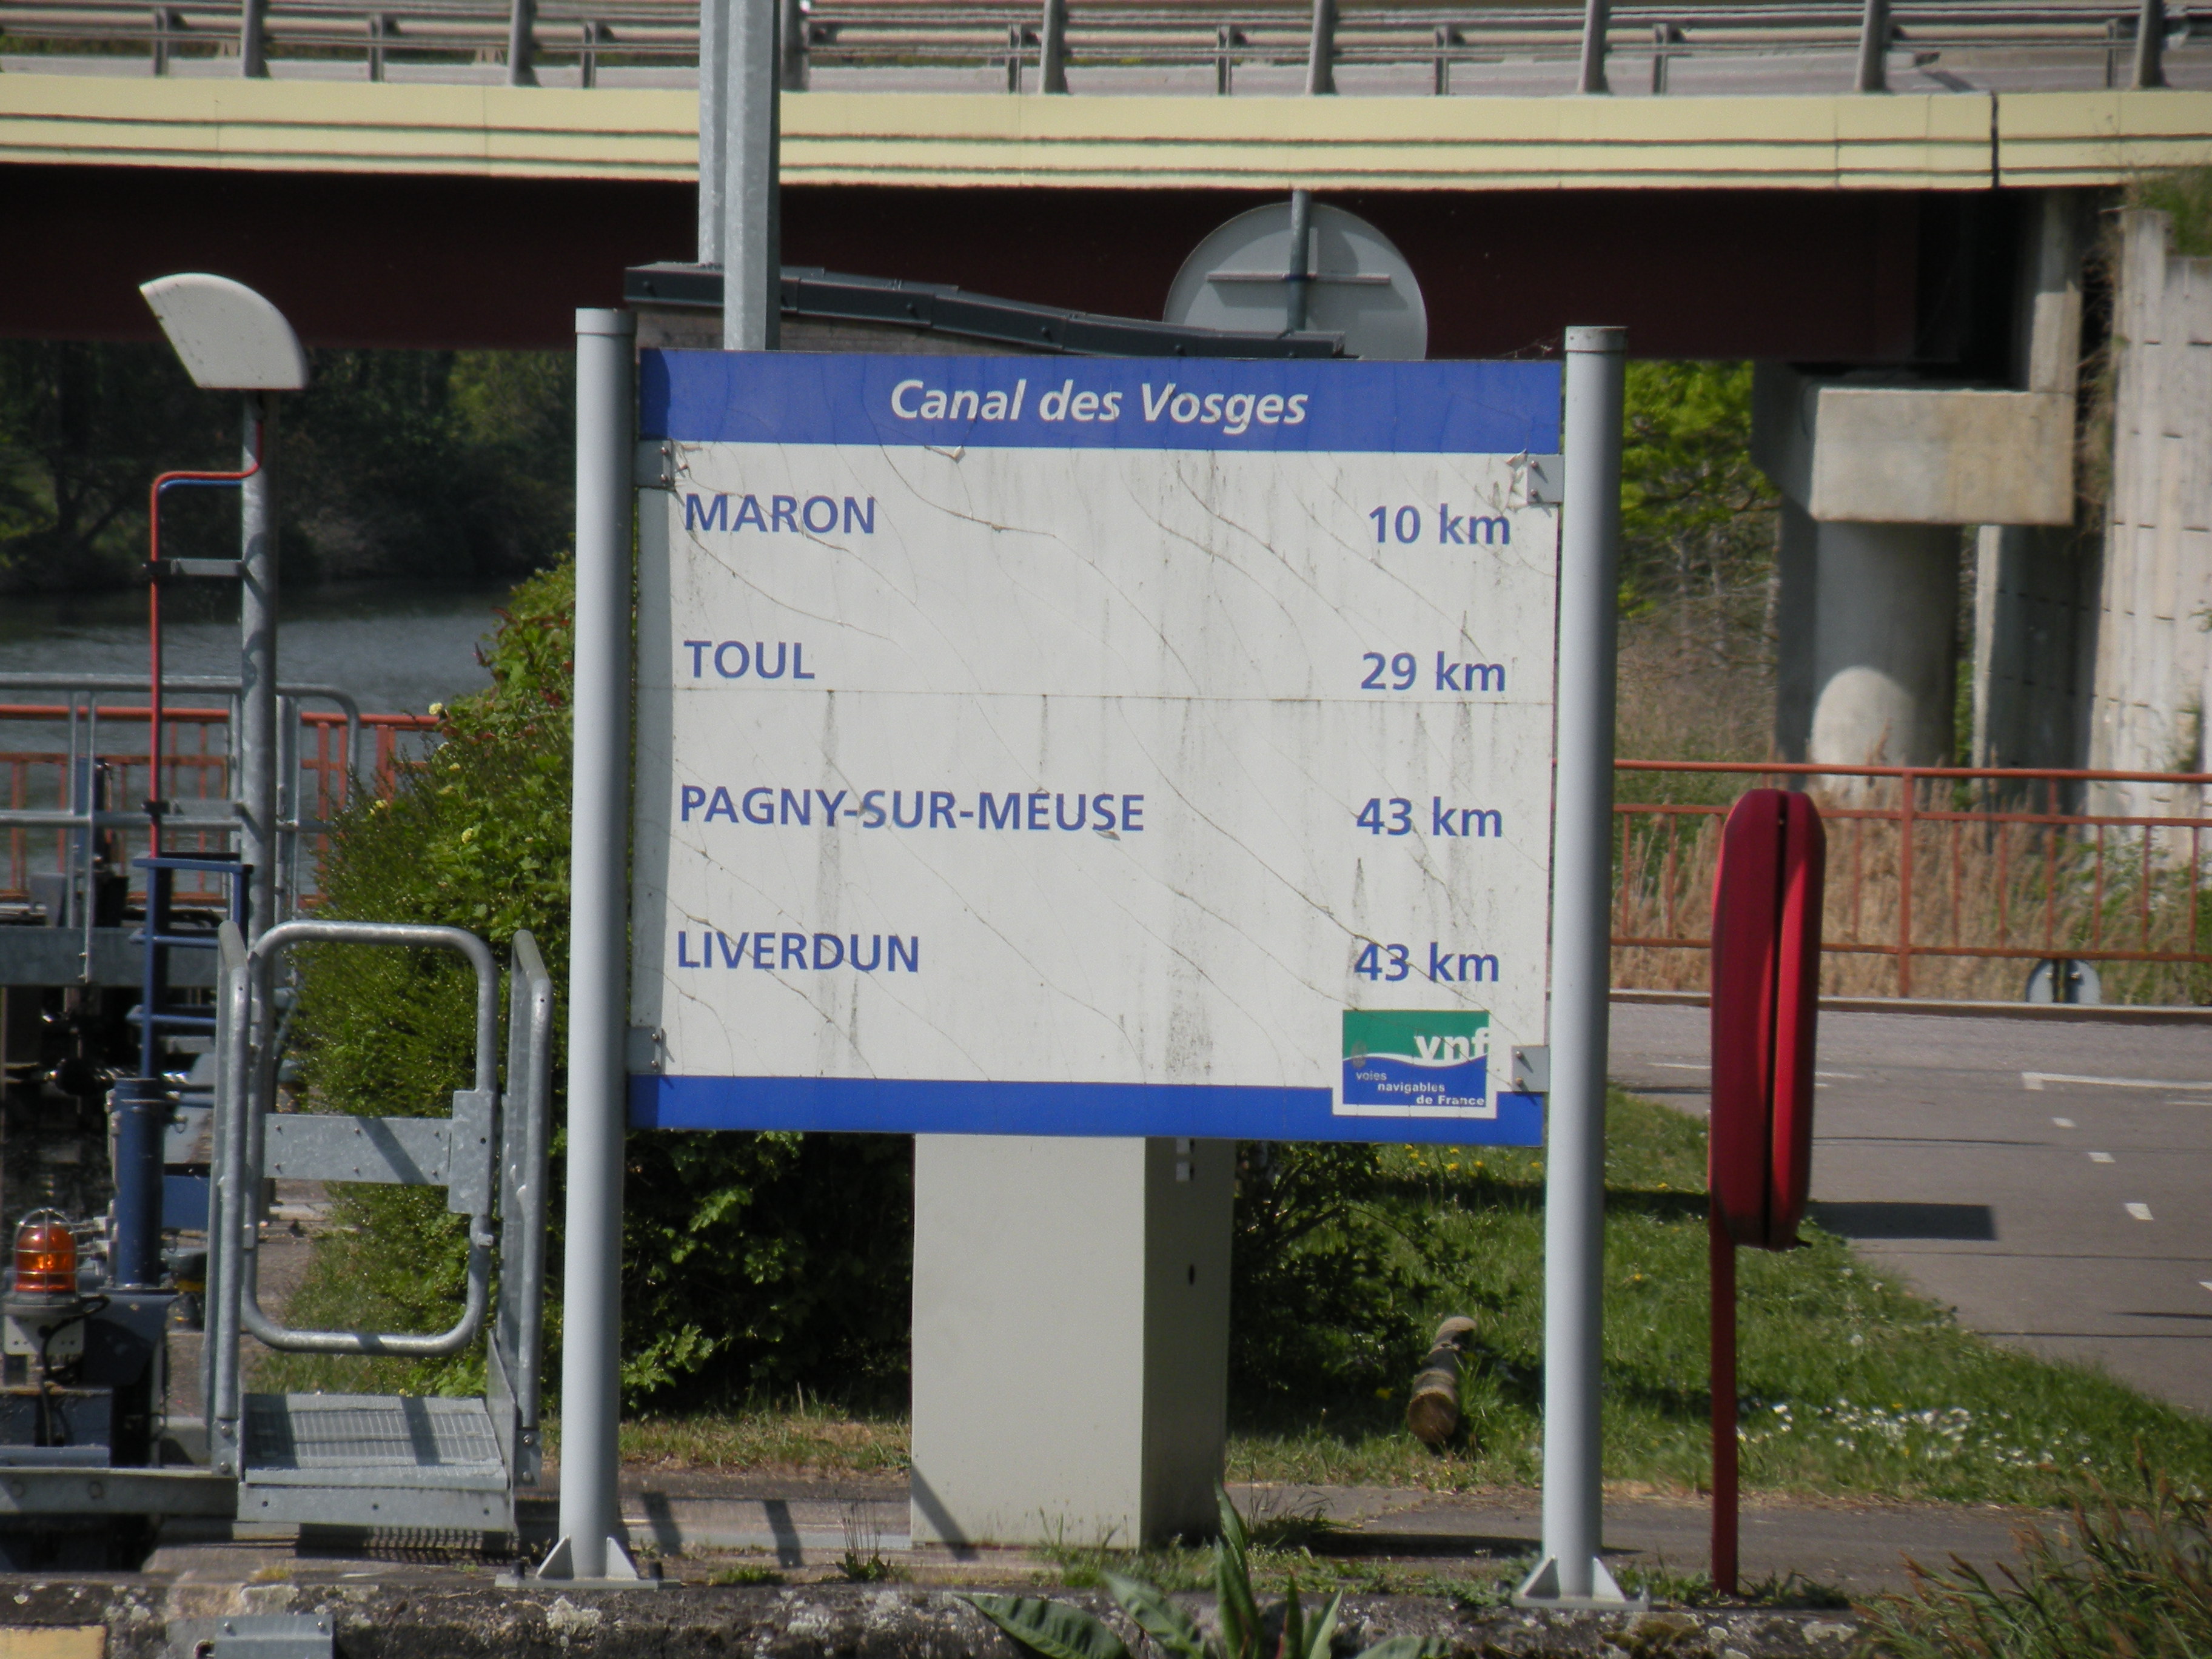 Canal des Vosges
MARON 10 km
TOUL 29 km
PAGNY-SUR-MEUSE 43 km
LIVERDUN 43 km
vnf
voies
navigables
de France